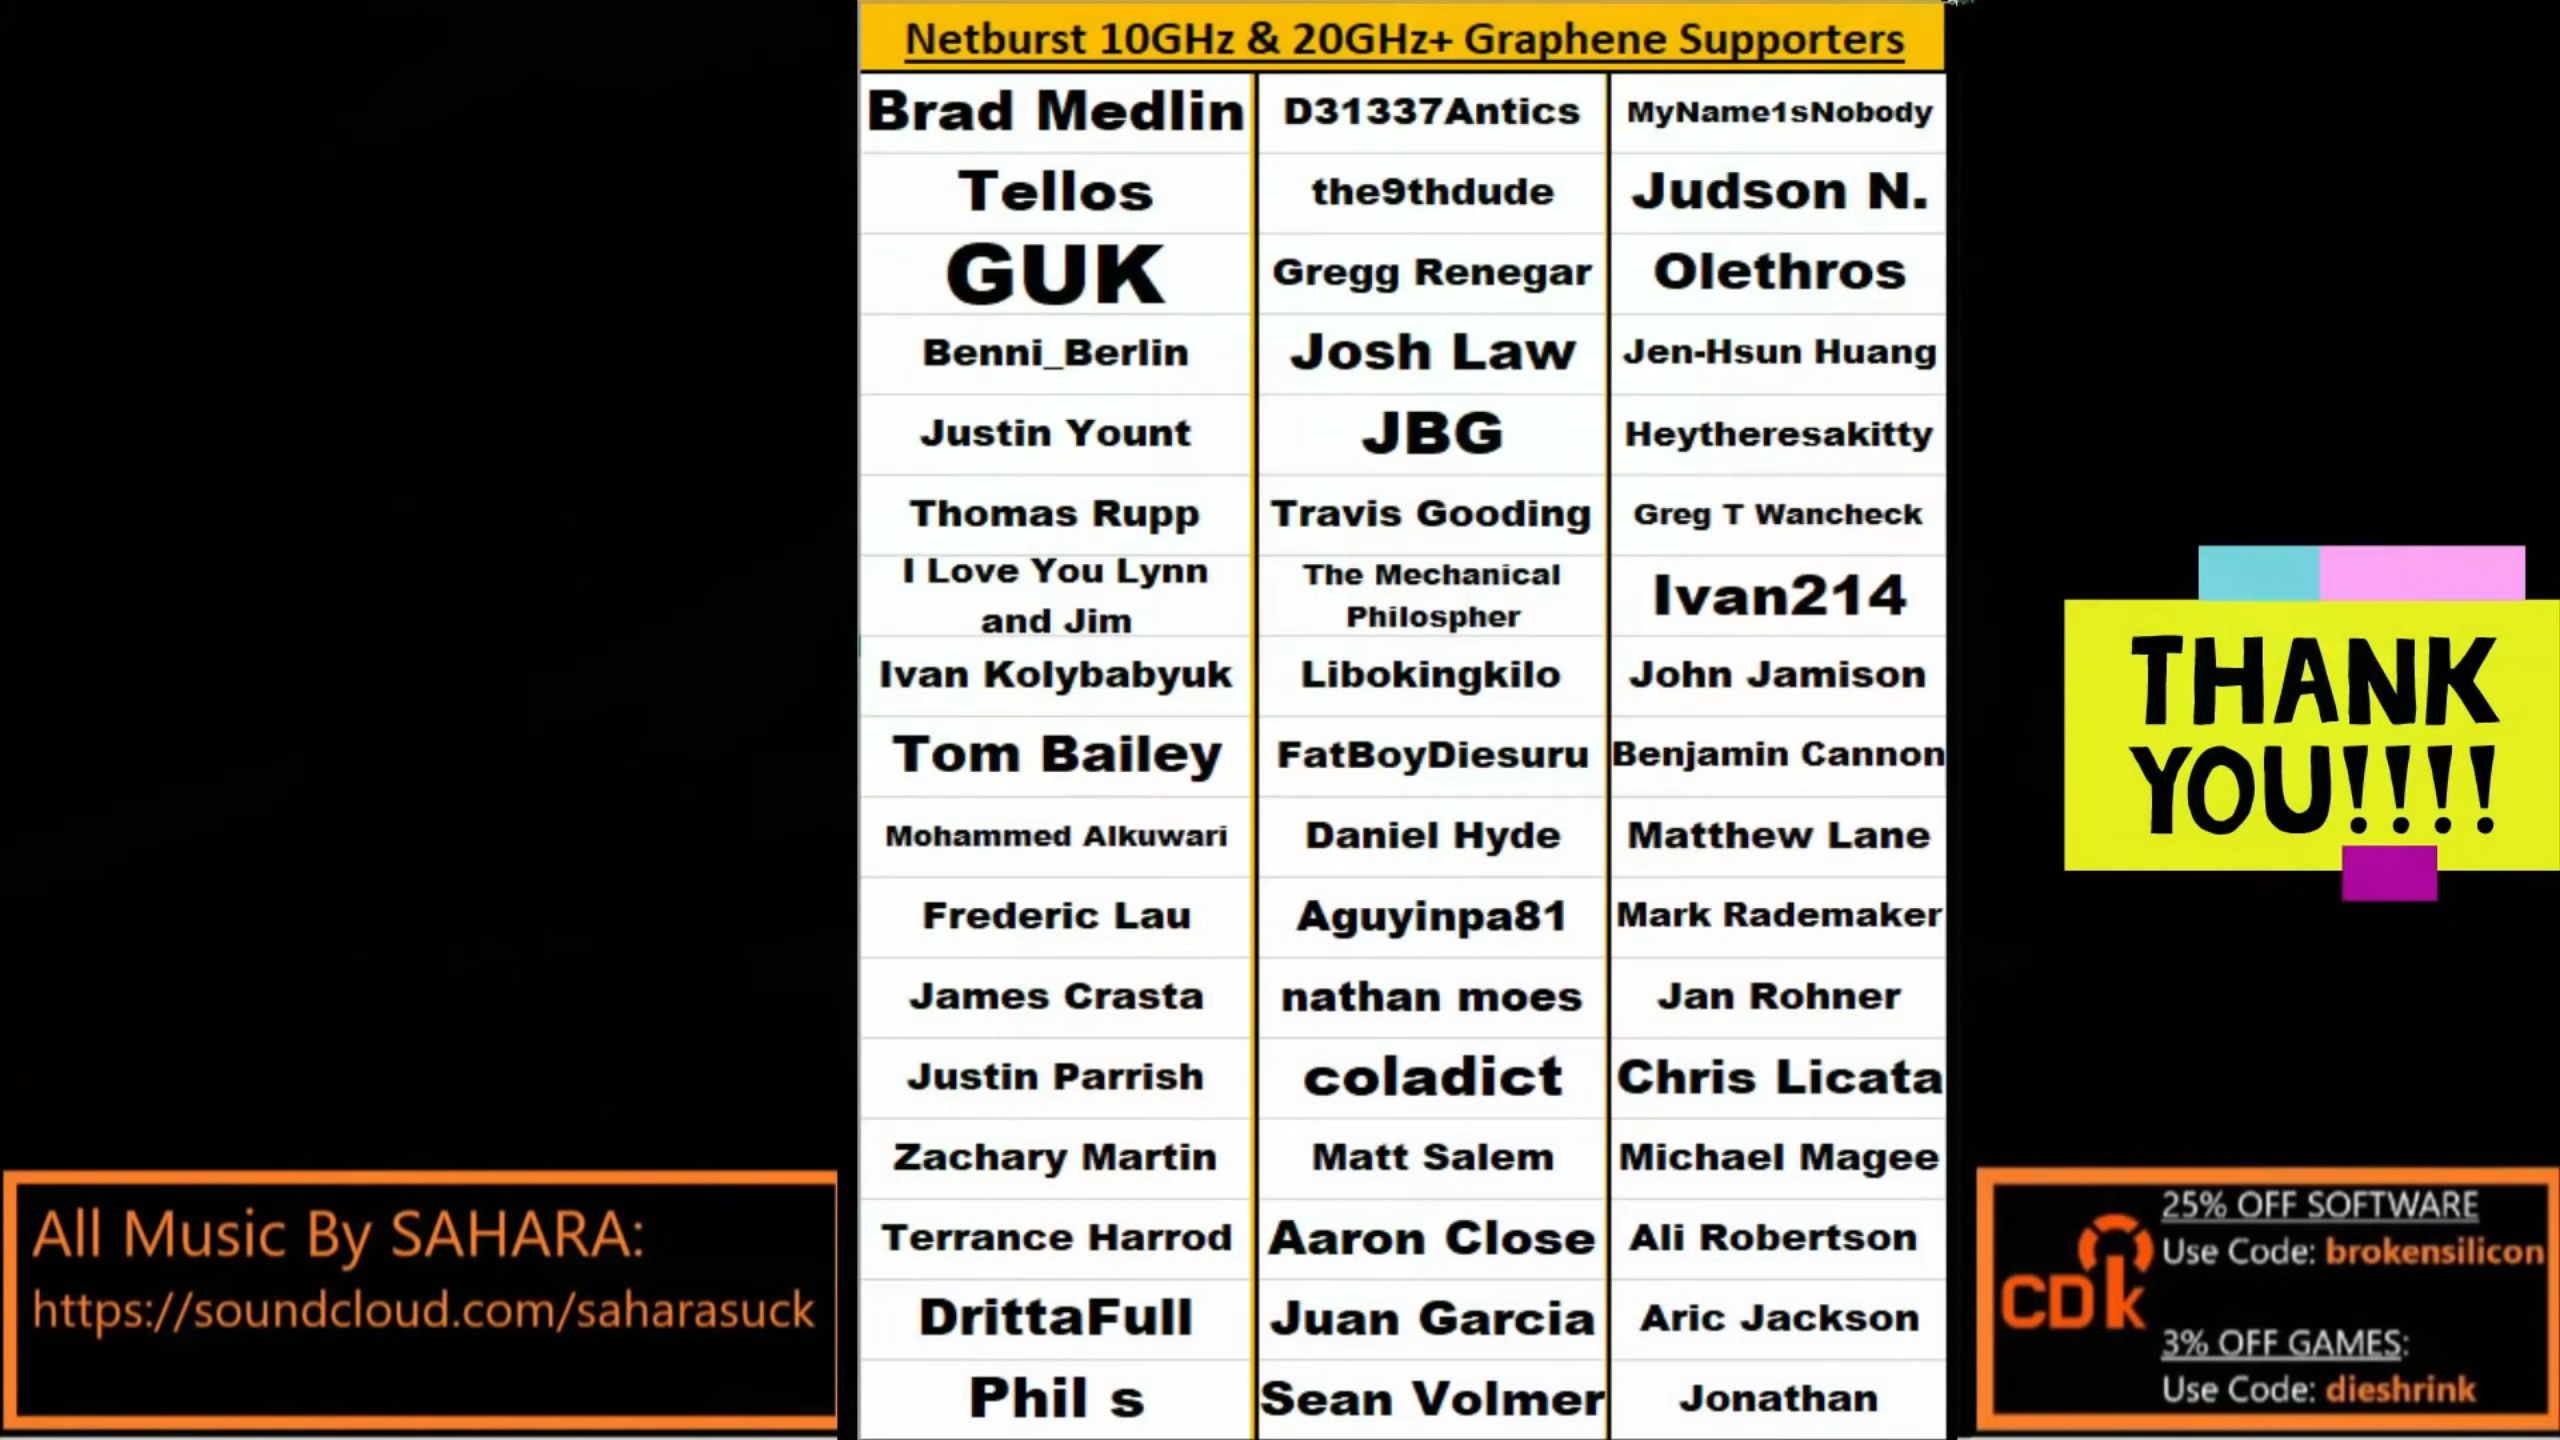 Netburst 10GHz & 20GHz+ Graphene Supporters
Brad Medlin D31337Antics MyName1sNobody
Tellos the9thdude Judson N.
GUK Gregg Renegar Olethros
Benni_Berlin Josh Law Jen-Hsun Huang
Justin Yount JBG Heytheresakitty
Thomas Rupp Travis Gooding Greg T Wancheck
I Love You Lynn
and Jim
The Mechanical
Philospher
Ivan214
Ivan Kolybabyuk Libokingkilo John Jamison
Tom Bailey FatBoyDiesuru Benjamin Cannon
Mohammed Alkuwari Daniel Hyde Matthew Lane
Frederic Lau Aguyinpa81 Mark Rademaker
James Crasta nathan moes Jan Rohner
Justin Parrish coladict Chris Licata
Zachary Martin Matt Salem Michael Magee
Terrance Harrod Aaron Close Ali Robertson
DrittaFull Juan Garcia Aric Jackson
Phil s Sean Volmer Jonathan
THANK
YOU!!!!
All Music By SAHARA:
https://soundcloud.com/saharasuck
CDk
25% OFF SOFTWARE
Use Code: brokensilicon
3% OFF GAMES:
Use Code: dieshrink